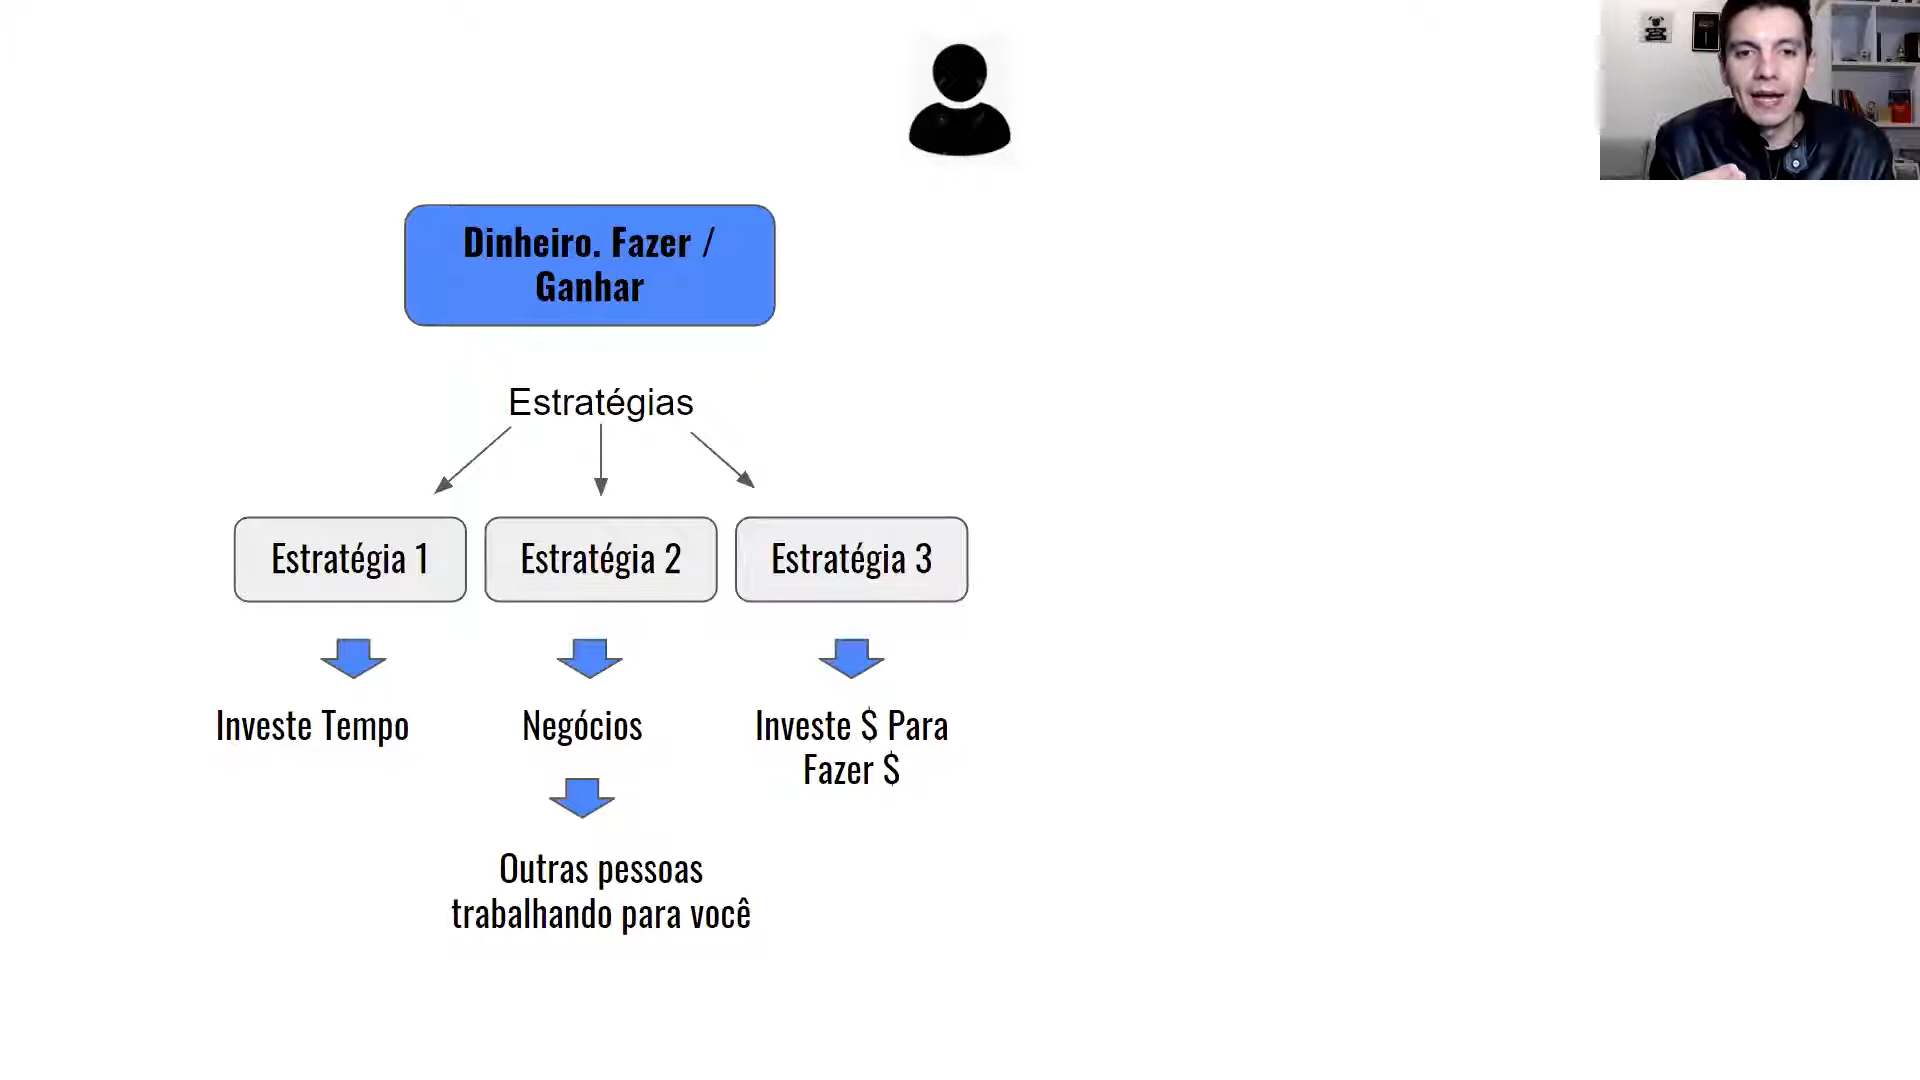 Dinheiro. Fazer /
Ganhar
Estratégias
Estratégia 1
Estratégia 2
Estratégia 3
Investe Tempo
Negócios
Investe $ Para
Fazer $
Outras pessoas
trabalhando para você